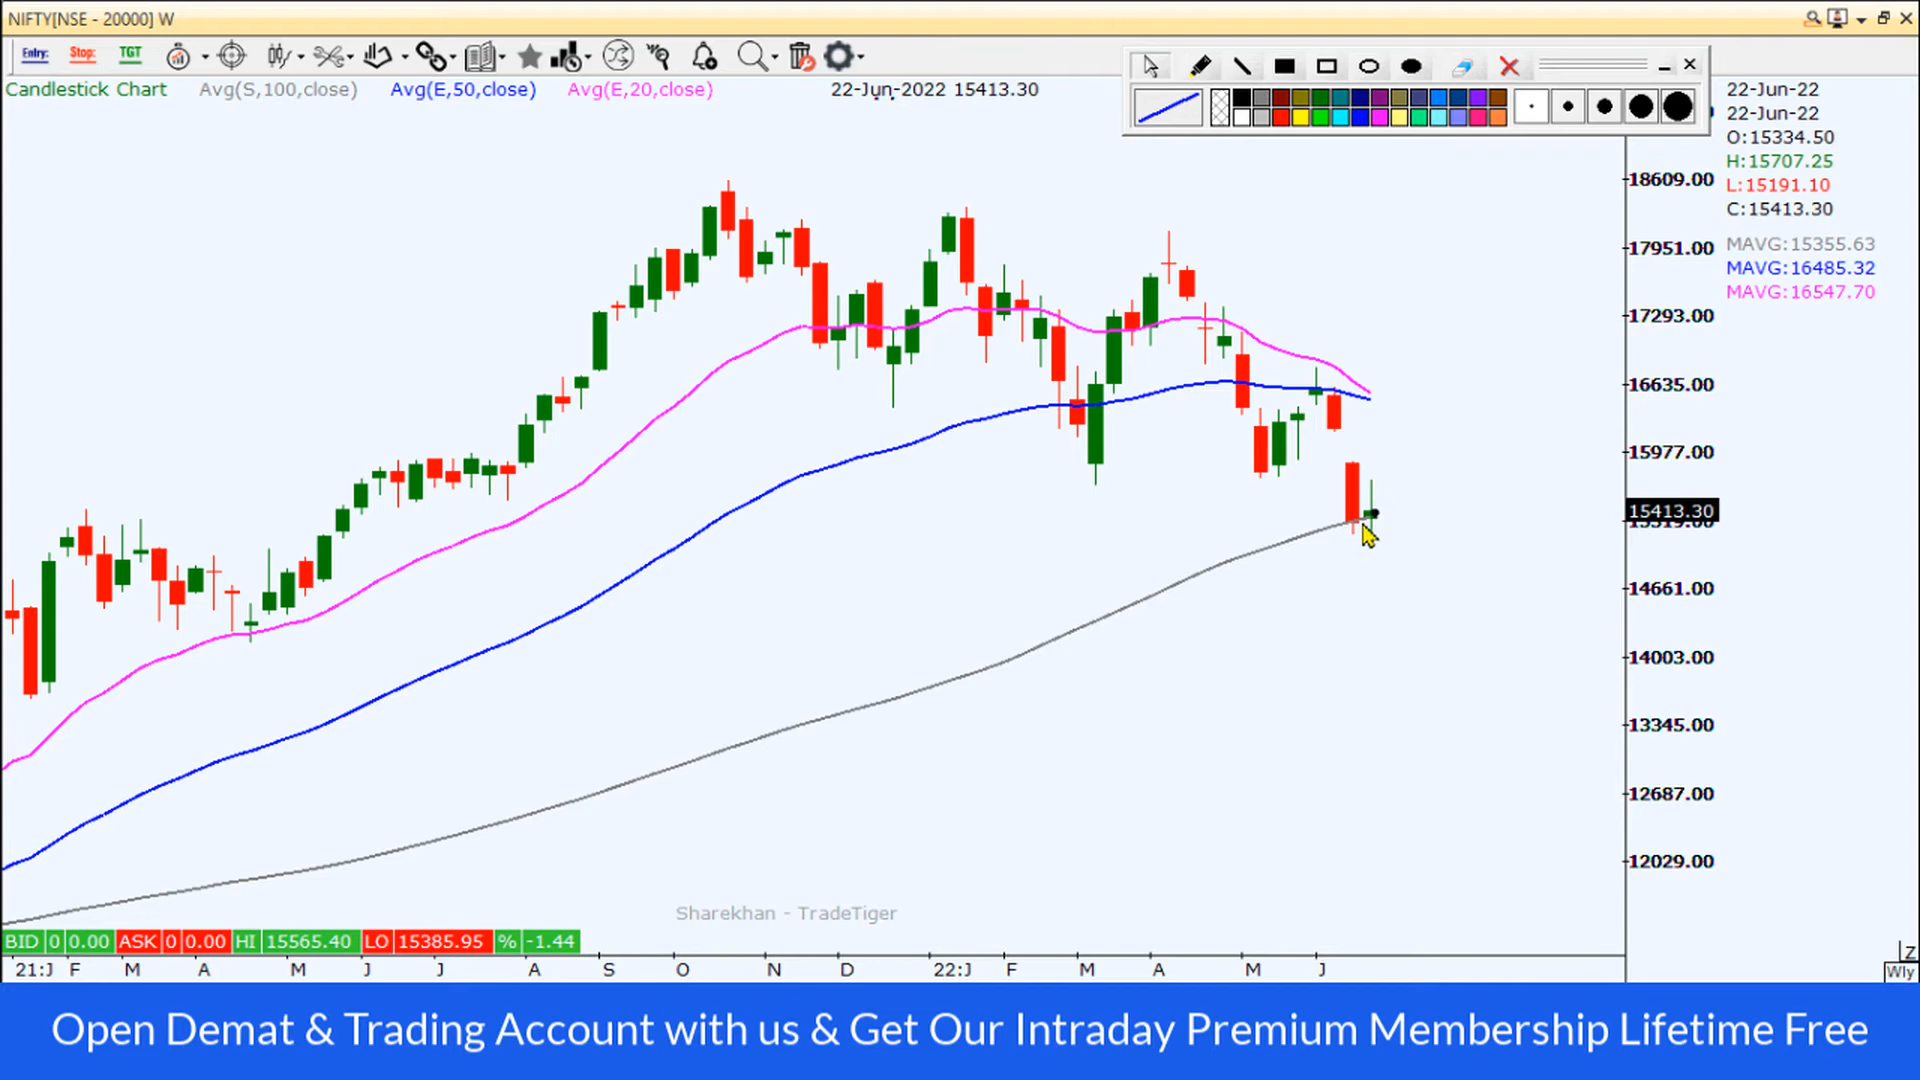 NIFTY[NSE - 20000] W
Entry: Stop: TGT
Candlestick Chart Avg(S,100,close) Avg(E,50,close) Avg(E,20,close) 22-Jun-2022 15413.30
22-Jun-22
22-Jun-22
O:15334.50
H:15707.25
L:15191.10
C:15413.30
MAVG:15355.63
MAVG:16485.32
MAVG:16547.70
18609.00
17951.00
17293.00
16635.00
15977.00
15413.30
15319.00
14661.00
14003.00
13345.00
12687.00
12029.00
Sharekhan - TradeTiger
BID 0 0.00 ASK 0 0.00 HI 15565.40 LO 15385.95 % -1.44
21:J F M A M J J A S O N D 22:J F M A M J
Z
Wly
Open Demat & Trading Account with us & Get Our Intraday Premium Membership Lifetime Free